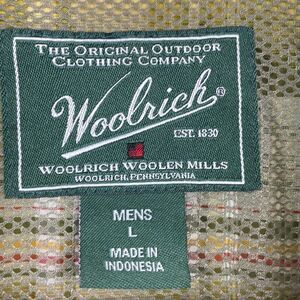 THE ORIGINAL OUTDOOR
CLOTHING COMPANY
Woolrich®
EST. 1830
WOOLRICH WOOLEN MILLS
WOOLRICH, PENNSYLVANIA
MENS
L
MADE IN
INDONESIA